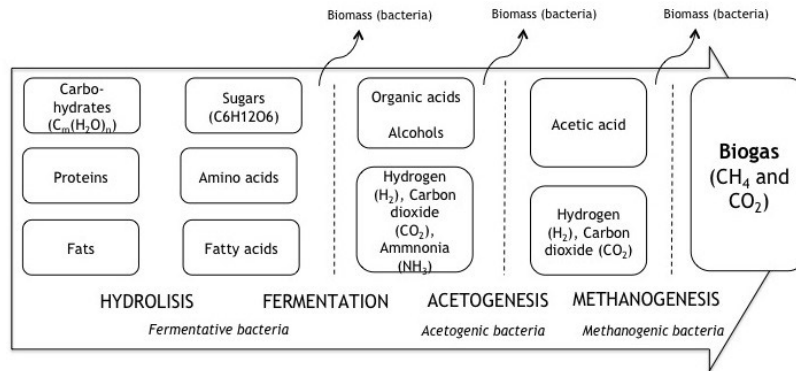 Biomass (bacteria)
Biomass (bacteria)
Biomass (bacteria)
Carbo-
hydrates
(Cₘ(H₂O)ₙ)
Sugars
(C6H12O6)
Organic acids
Alcohols
Acetic acid
Biogas
(CH₄ and
CO₂)
Proteins
Amino acids
Hydrogen
(H₂), Carbon
dioxide
(CO₂),
Ammnonia
(NH₃)
Hydrogen
(H₂), Carbon
dioxide (CO₂)
Fats
Fatty acids
HYDROLISIS
FERMENTATION
ACETOGENESIS
METHANOGENESIS
Fermentative bacteria
Acetogenic bacteria
Methanogenic bacteria